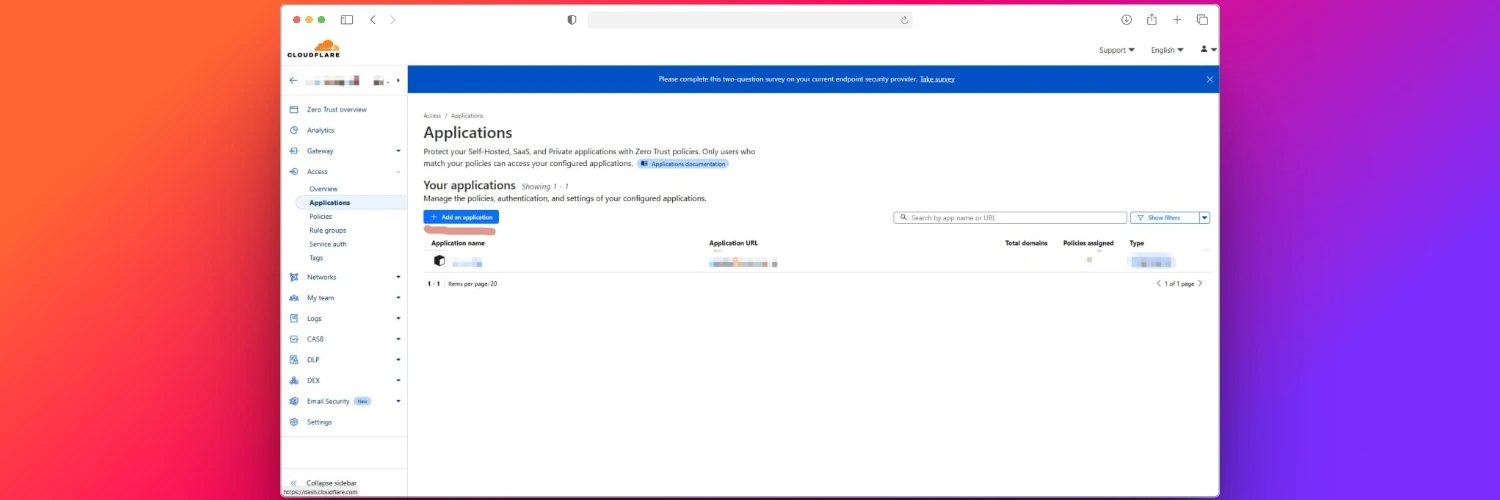 CLOUDFLARE
Support
English
Please complete this two-question survey on your current endpoint security provider. Take survey
Zero Trust overview
Analytics
Gateway
Access
Overview
Applications
Policies
Rule groups
Service auth
Tags
Networks
My team
Logs
CASB
DLP
DEX
Email Security New
Settings
Collapse sidebar
https://dash.cloudflare.com
Access / Applications
Applications
Protect your Self-Hosted, SaaS, and Private applications with Zero Trust policies. Only users who
match your policies can access your configured applications. Applications documentation
Your applications Showing 1 - 1
Manage the policies, authentication, and settings of your configured applications.
+ Add an application
Search by app name or URL
Show filters
Application name Application URL Total domains Policies assigned Type
1 - 1 Items per page: 20
1 of 1 page